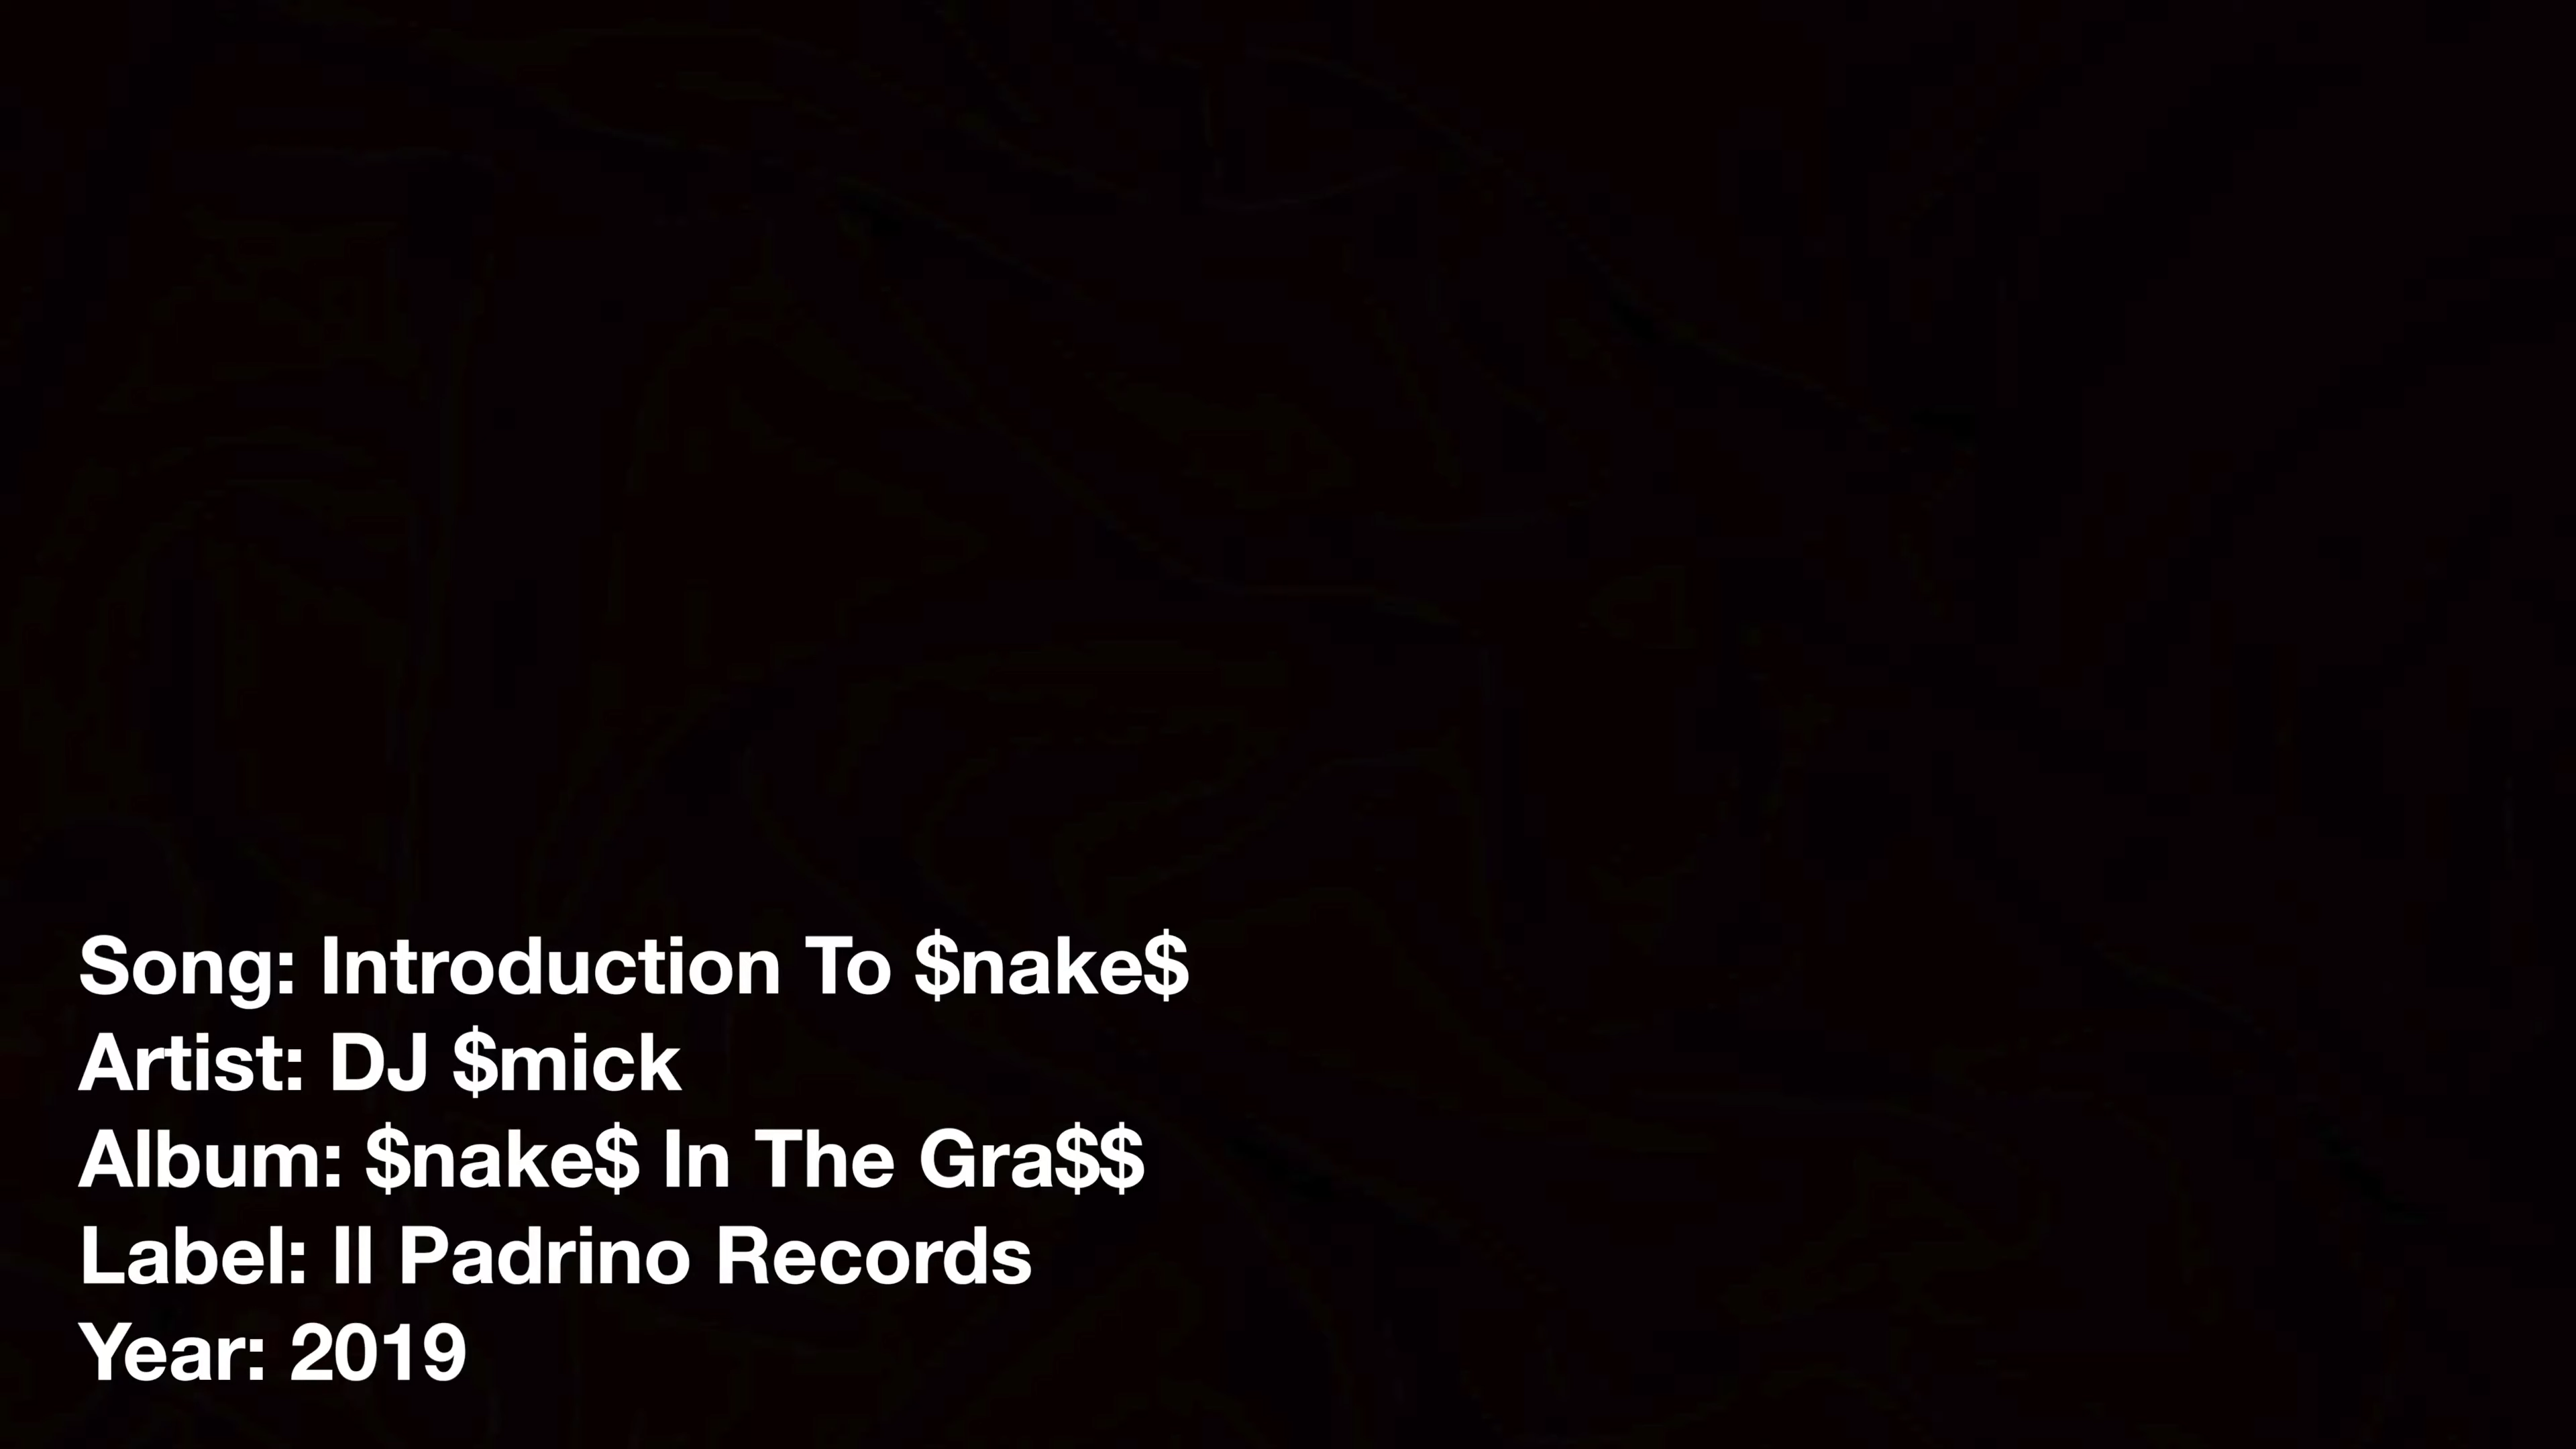 Song: Introduction To $nake$
Artist: DJ $mick
Album: $nake$ In The Gra$$
Label: Il Padrino Records
Year: 2019